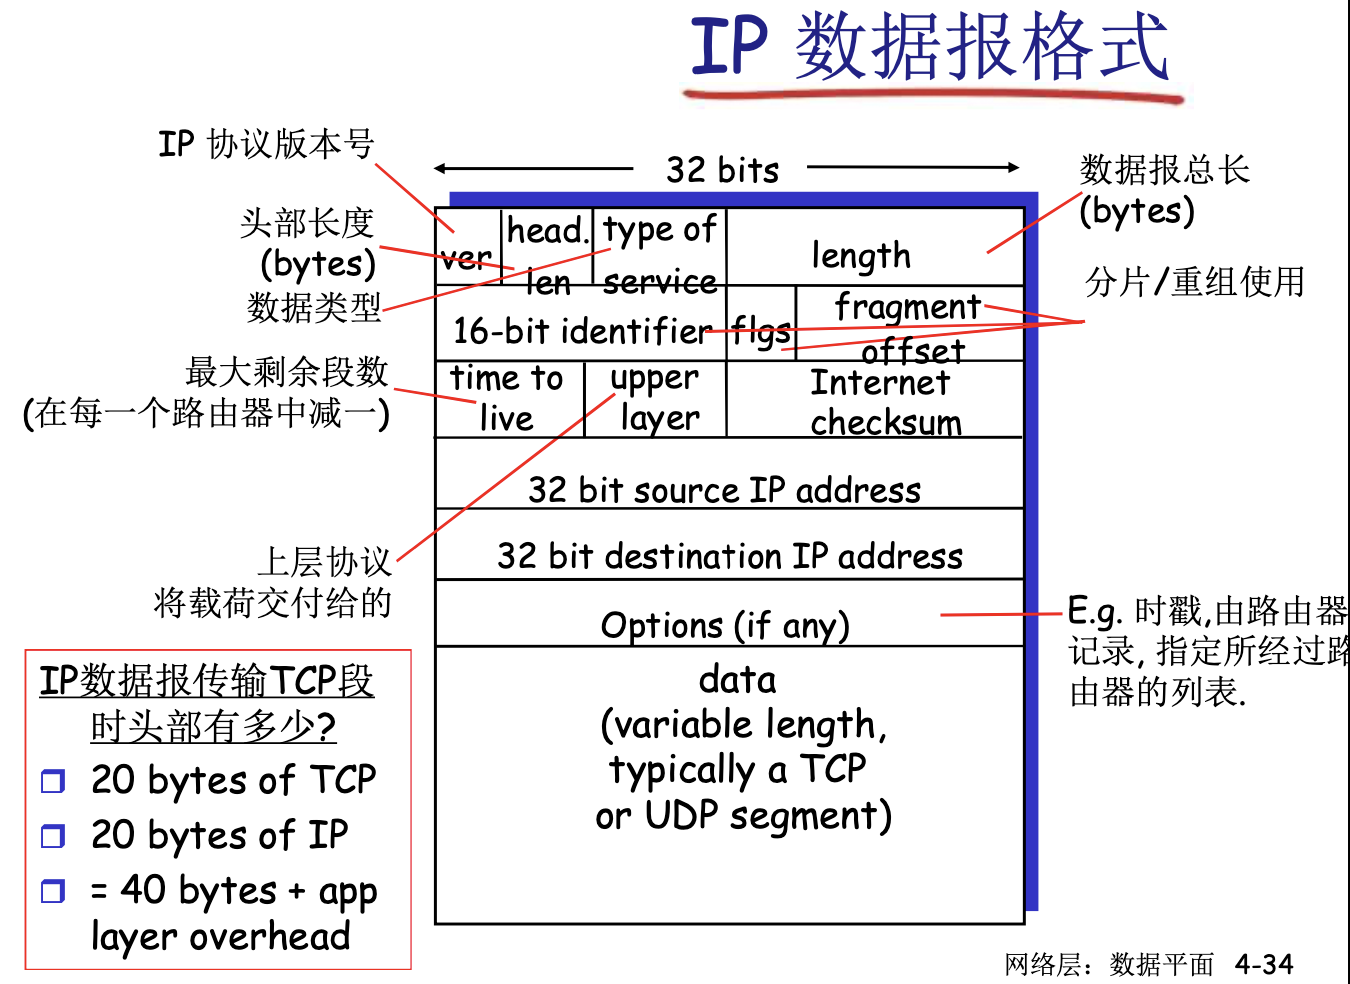 IP 数据报格式
IP 协议版本号
32 bits
数据报总长
(bytes)
头部长度
(bytes)
数据类型
ver
head.
len
type of
service
length
分片/重组使用
16-bit identifier
flgs
fragment
offset
最大剩余段数
(在每一个路由器中减一)
time to
live
upper
layer
Internet
checksum
32 bit source IP address
上层协议
将载荷交付给的
32 bit destination IP address
Options (if any)
E.g. 时戳,由路由器
记录, 指定所经过路
由器的列表.
data
(variable length,
typically a TCP
or UDP segment)
IP数据报传输TCP段
时头部有多少?
20 bytes of TCP
20 bytes of IP
= 40 bytes + app
layer overhead
网络层：数据平面 4-34